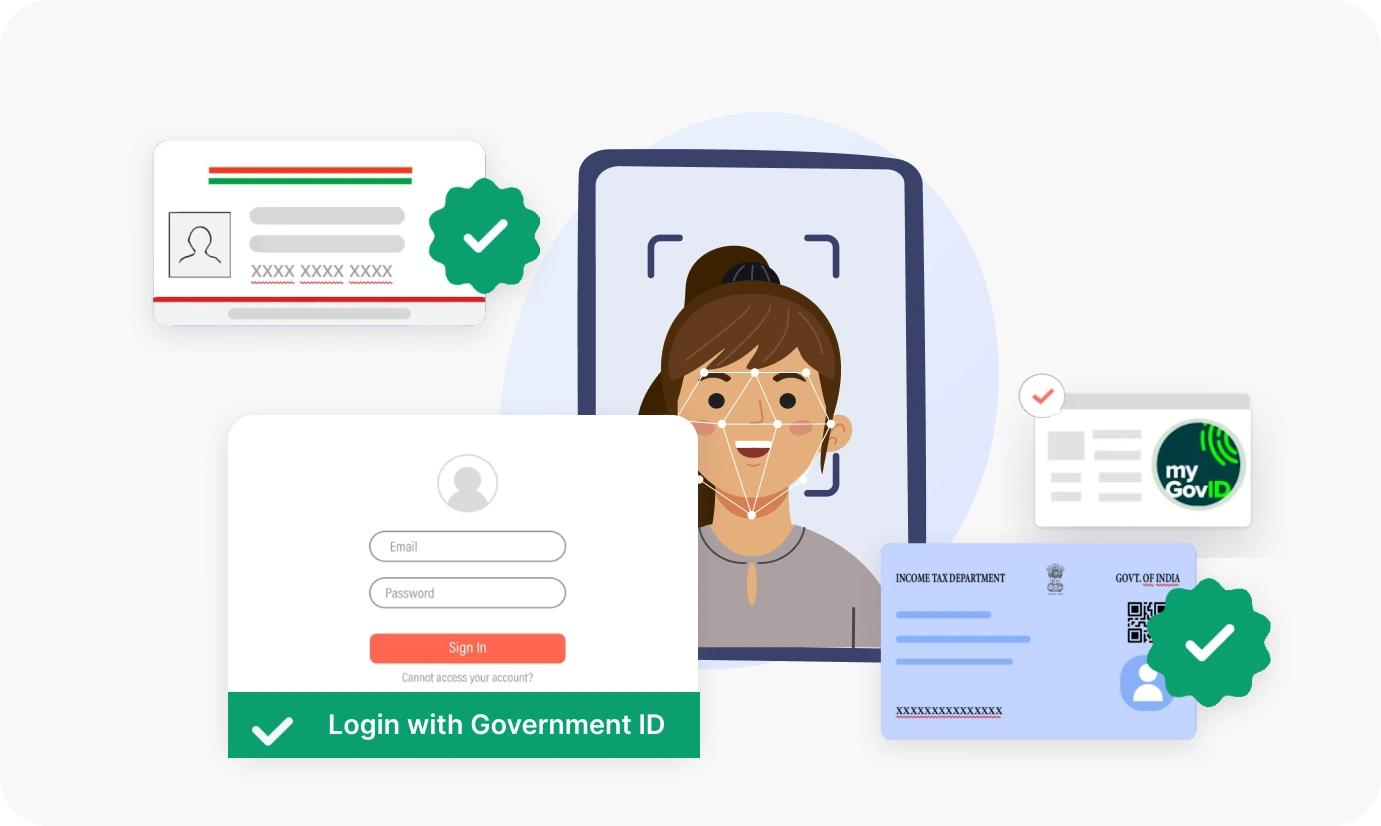 XXXX XXXX XXXX
Email
Password
Sign In
Cannot access your account?
Login with Government ID
my
GovID
INCOME TAX DEPARTMENT
GOVT. OF INDIA
XXXXXXXXXXXXXXX